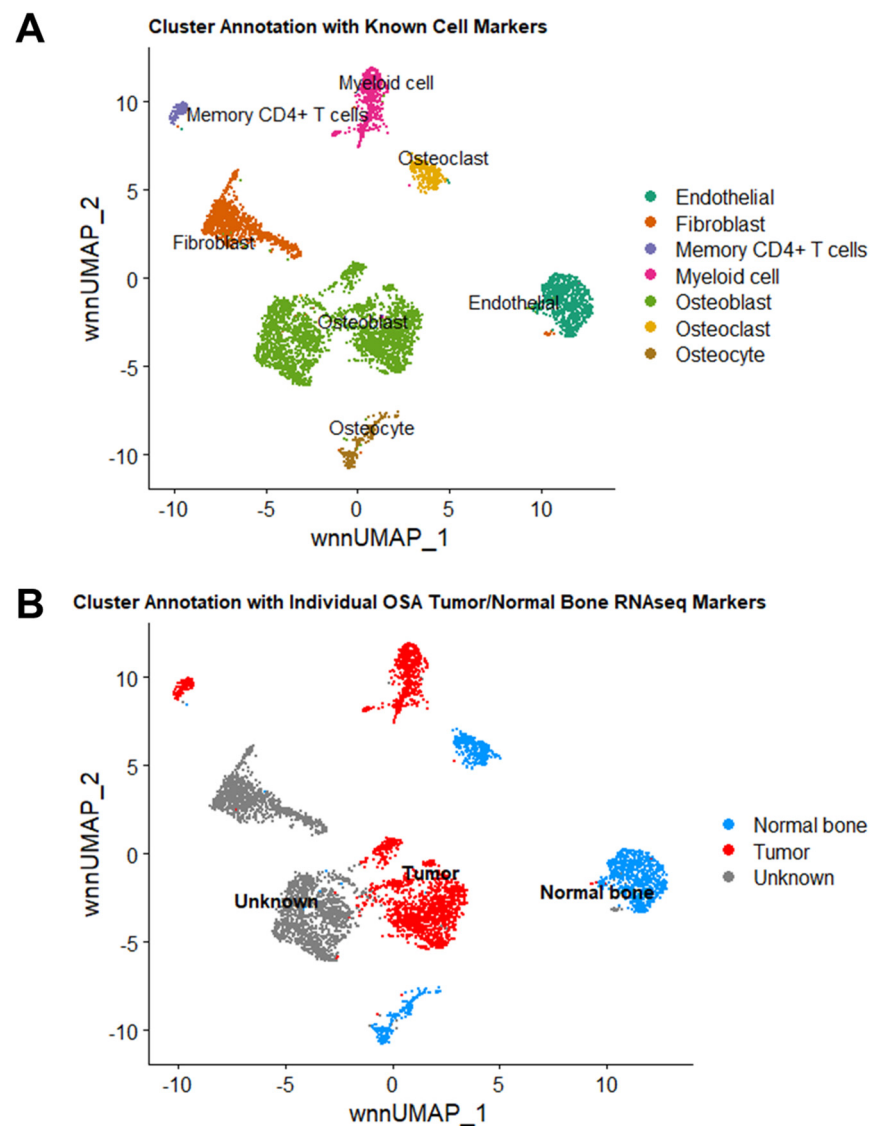 A
Cluster Annotation with Known Cell Markers
wnnUMAP_2
10
5
0
-5
-10
Myeloid cell
Memory CD4+ T cells
Osteoclast
Fibroblast
Endothelial
Osteoblast
Osteocyte
-10 -5 0 5 10
wnnUMAP_1
Endothelial
Fibroblast
Memory CD4+ T cells
Myeloid cell
Osteoblast
Osteoclast
Osteocyte
B
Cluster Annotation with Individual OSA Tumor/Normal Bone RNAseq Markers
wnnUMAP_2
10
5
0
-5
-10
Tumor
Unknown
Normal bone
-10 -5 0 5 10
wnnUMAP_1
Normal bone
Tumor
Unknown